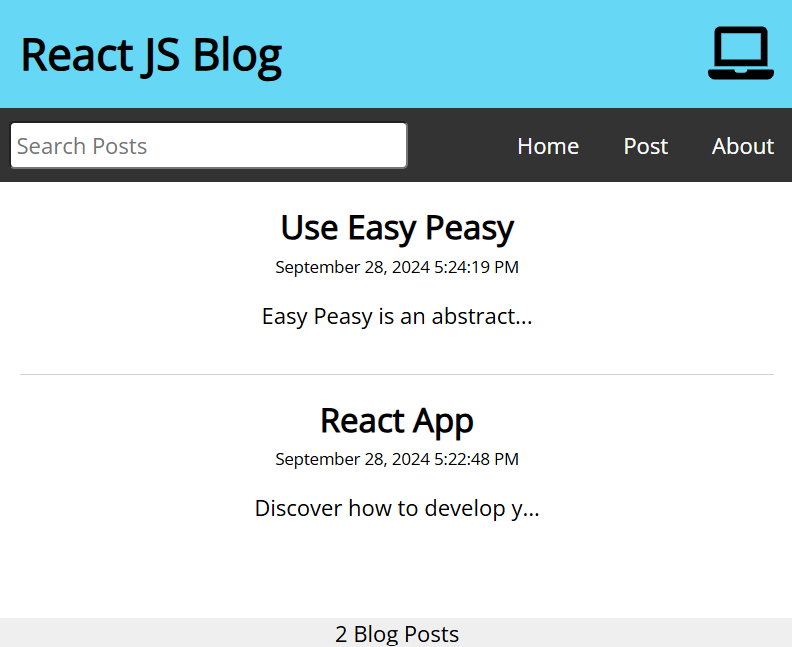 React JS Blog
Search Posts
Home Post About
Use Easy Peasy
September 28, 2024 5:24:19 PM
Easy Peasy is an abstract...
React App
September 28, 2024 5:22:48 PM
Discover how to develop y...
2 Blog Posts